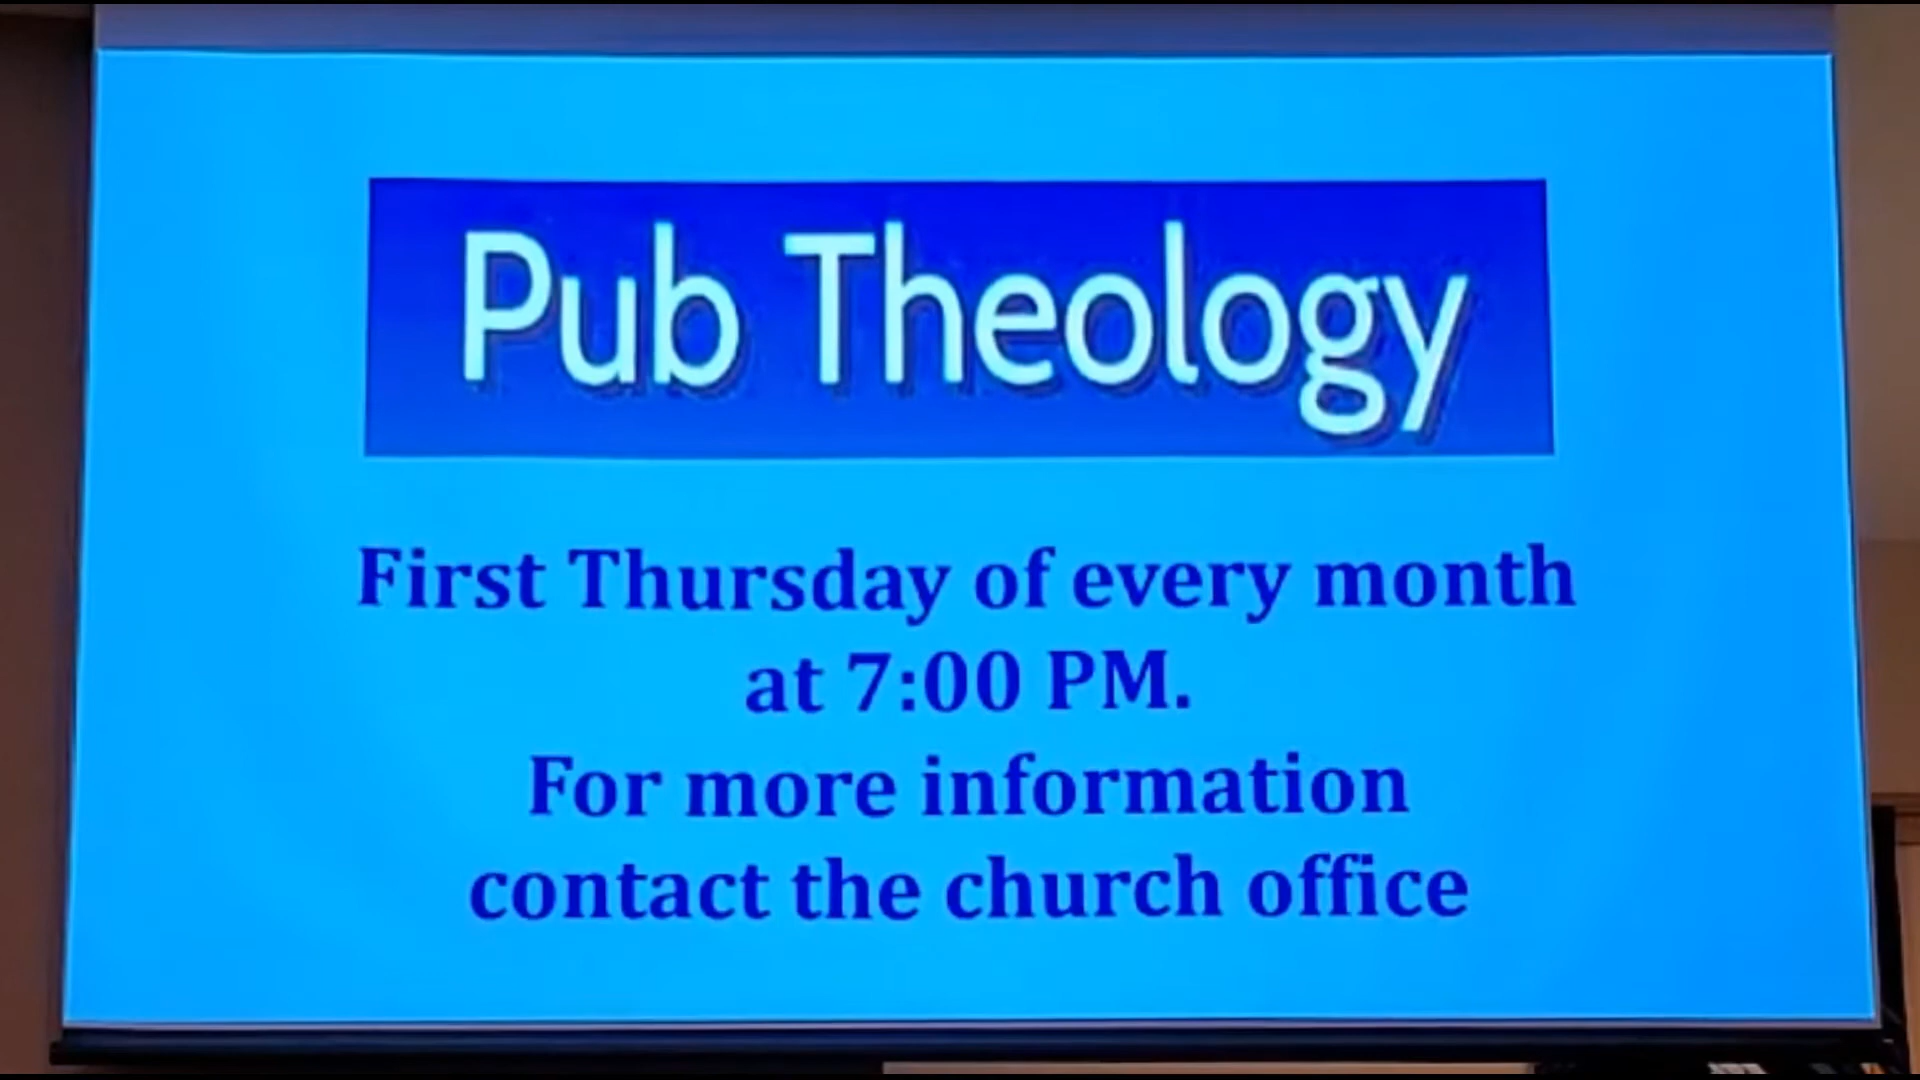 Pub Theology
First Thursday of every month
at 7:00 PM.
For more information
contact the church office